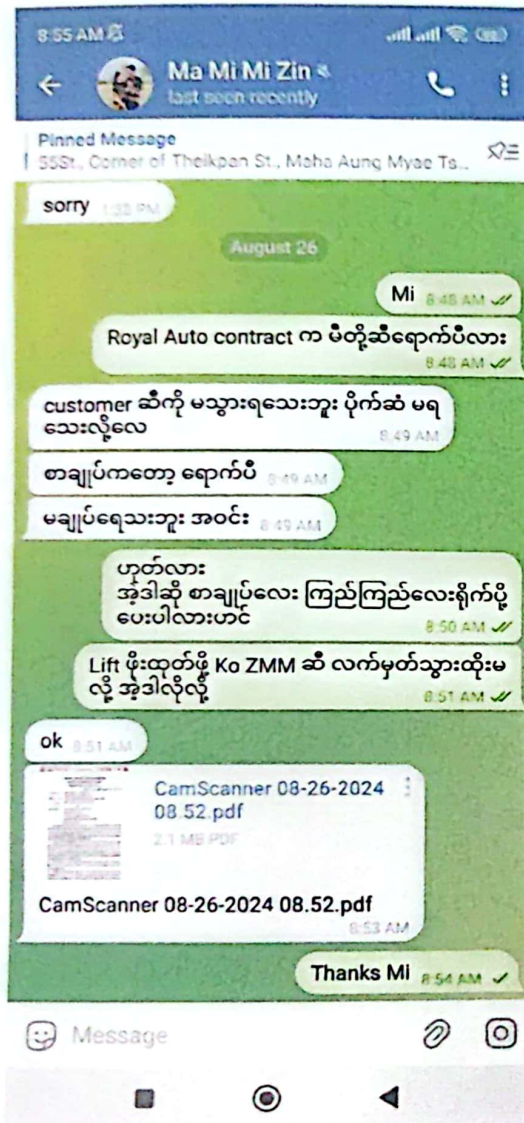 8:55 AM
Ma Mi Mi Zin
last seen recently
Pinned Message
55St., Corner of Theikpan St., Maha Aung Myae Ts...
sorry 1:33 PM
August 26
Mi 8:48 AM
Royal Auto contract က မီတို့ဆီရောက်ပီလား
8:48 AM
customer ဆီကို မသွားရသေးဘူး ပိုက်ဆံ မရ
သေးလို့လေ
8:49 AM
စာချုပ်ကတော့ ရောက်ပီ 8:49 AM
မချုပ်ရေသးဘူး အဝင်း 8:49 AM
ဟုတ်လား
အဲ့ဒါဆို စာချုပ်လေး ကြည်ကြည်လေးရိုက်ပို့
ပေးပါလားဟင်
8:50 AM
Lift ဖိုးထုတ်ဖို့ Ko ZMM ဆီ လက်မှတ်သွားထိုးမ
လို့ အဲ့ဒါလိုလို့
8:51 AM
ok 8:51 AM
CamScanner 08-26-2024
08.52.pdf
2.1 MB PDF
CamScanner 08-26-2024 08.52.pdf
8:53 AM
Thanks Mi 8:54 AM
Message